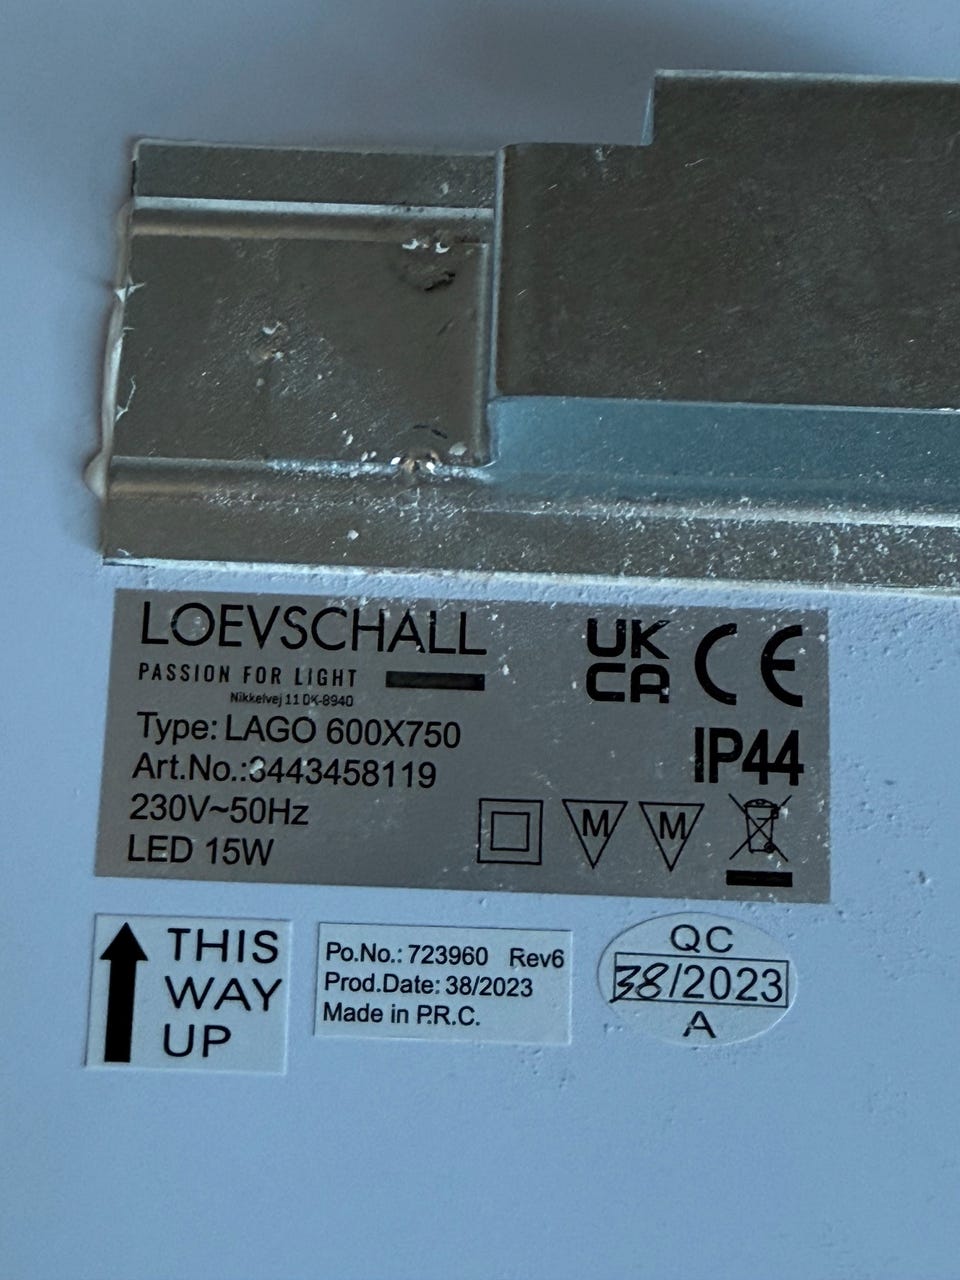 LOEVSCHALL
PASSION FOR LIGHT
Nikkelvej 11 DK-8940
Type: LAGO 600X750
Art.No.:3443458119
230V~50Hz
LED 15W
UK
CA CE
IP44
M M
THIS
WAY
UP
Po.No.: 723960 Rev6
Prod.Date: 38/2023
Made in P.R.C.
QC
38/2023
A